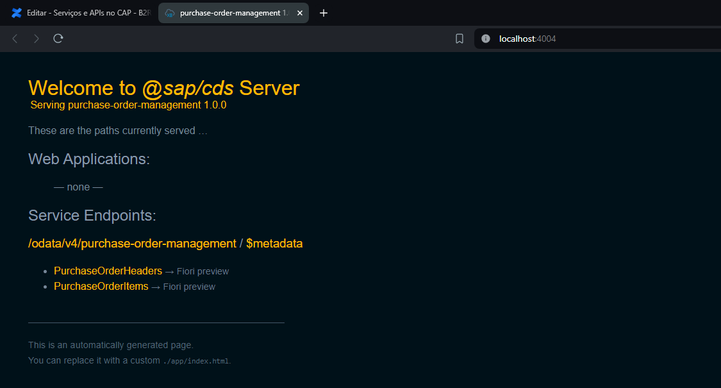 Editar - Serviços e APIs no CAP - B2R
purchase-order-management 1.
localhost:4004
Welcome to @sap/cds Server
Serving purchase-order-management 1.0.0
These are the paths currently served …
Web Applications:
— none —
Service Endpoints:
/odata/v4/purchase-order-management / $metadata
PurchaseOrderHeaders → Fiori preview
PurchaseOrderItems → Fiori preview
This is an automatically generated page.
You can replace it with a custom ./app/index.html.